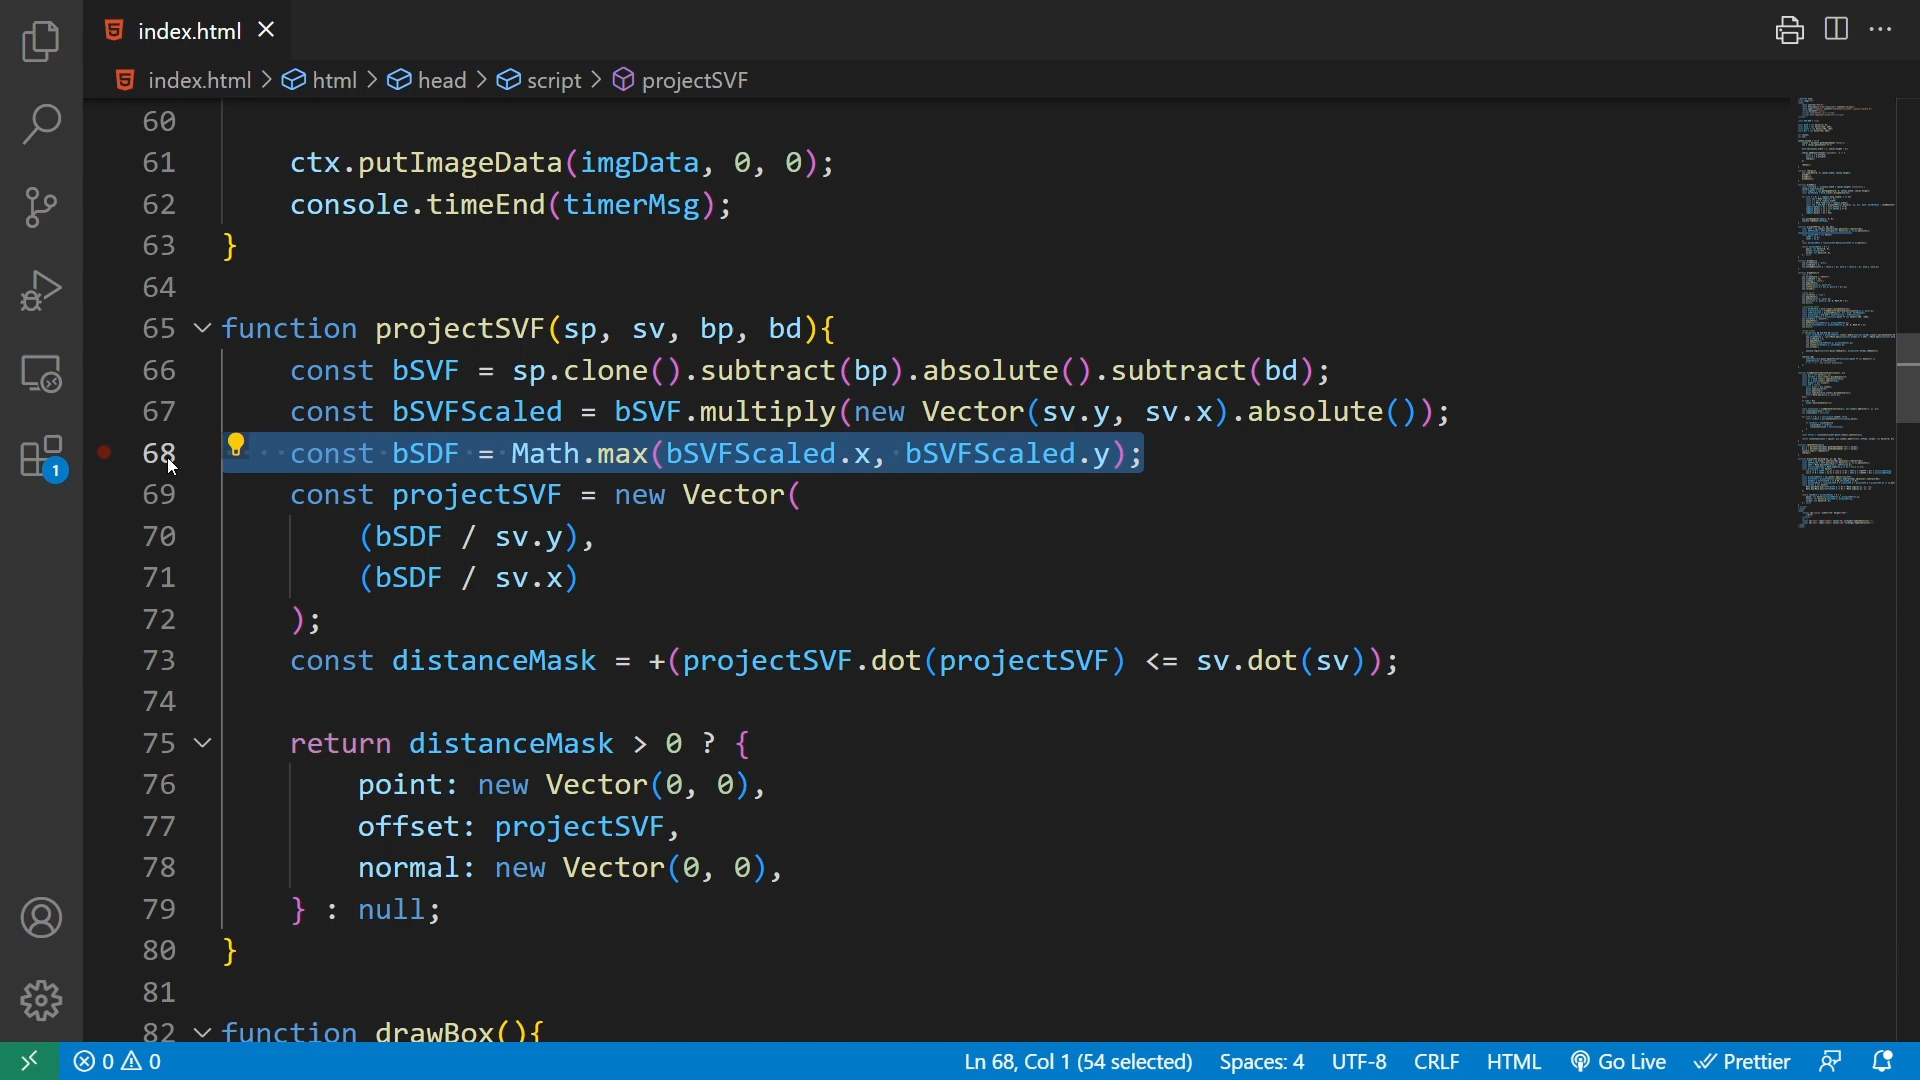 index.html
index.html > html > head > script > projectSVF
60
61 ctx.putImageData(imgData, 0, 0);
62 console.timeEnd(timerMsg);
63 }
64
65 function projectSVF(sp, sv, bp, bd){
66 const bSVF = sp.clone().subtract(bp).absolute().subtract(bd);
67 const bSVFScaled = bSVF.multiply(new Vector(sv.y, sv.x).absolute());
68 const bSDF = Math.max(bSVFScaled.x, bSVFScaled.y);
69 const projectSVF = new Vector(
70 (bSDF / sv.y),
71 (bSDF / sv.x)
72 );
73 const distanceMask = +(projectSVF.dot(projectSVF) <= sv.dot(sv));
74
75 return distanceMask > 0 ? {
76 point: new Vector(0, 0),
77 offset: projectSVF,
78 normal: new Vector(0, 0),
79 } : null;
80 }
81
82 function drawBox(){
1
0 0 Ln 68, Col 1 (54 selected) Spaces: 4 UTF-8 CRLF HTML Go Live Prettier